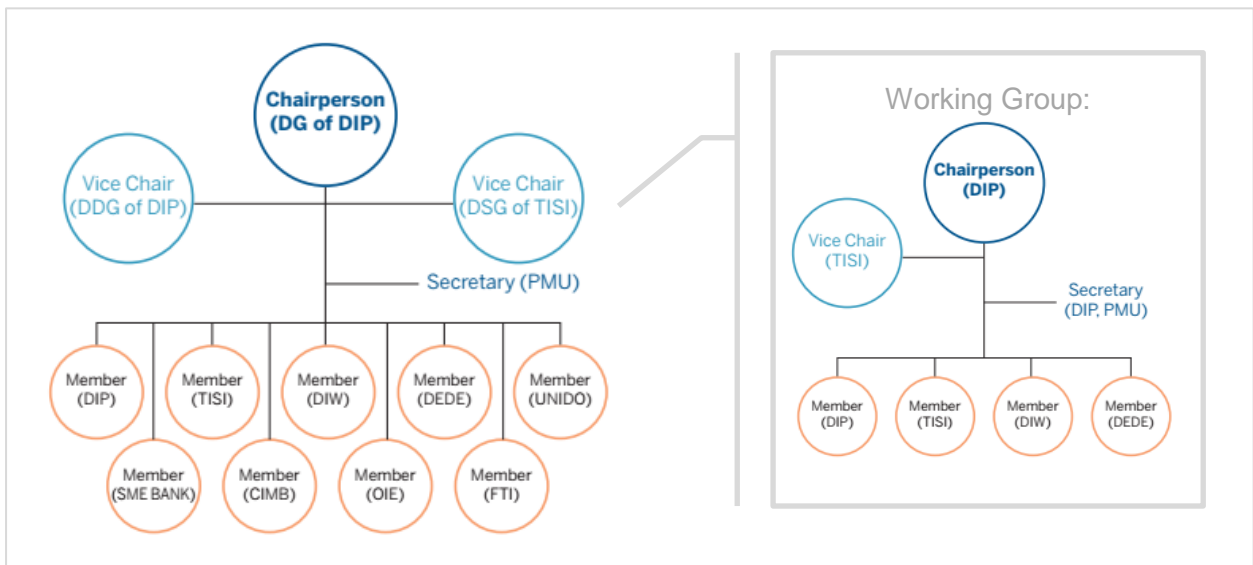 Chairperson
(DG of DIP)
Vice Chair
(DDG of DIP)
Vice Chair
(DSG of TISI)
Secretary (PMU)
Member
(DIP)
Member
(TISI)
Member
(DIW)
Member
(DEDE)
Member
(UNIDO)
Member
(SME BANK)
Member
(CIMB)
Member
(OIE)
Member
(FTI)
Working Group:
Chairperson
(DIP)
Vice Chair
(TISI)
Secretary
(DIP, PMU)
Member
(DIP)
Member
(TISI)
Member
(DIW)
Member
(DEDE)